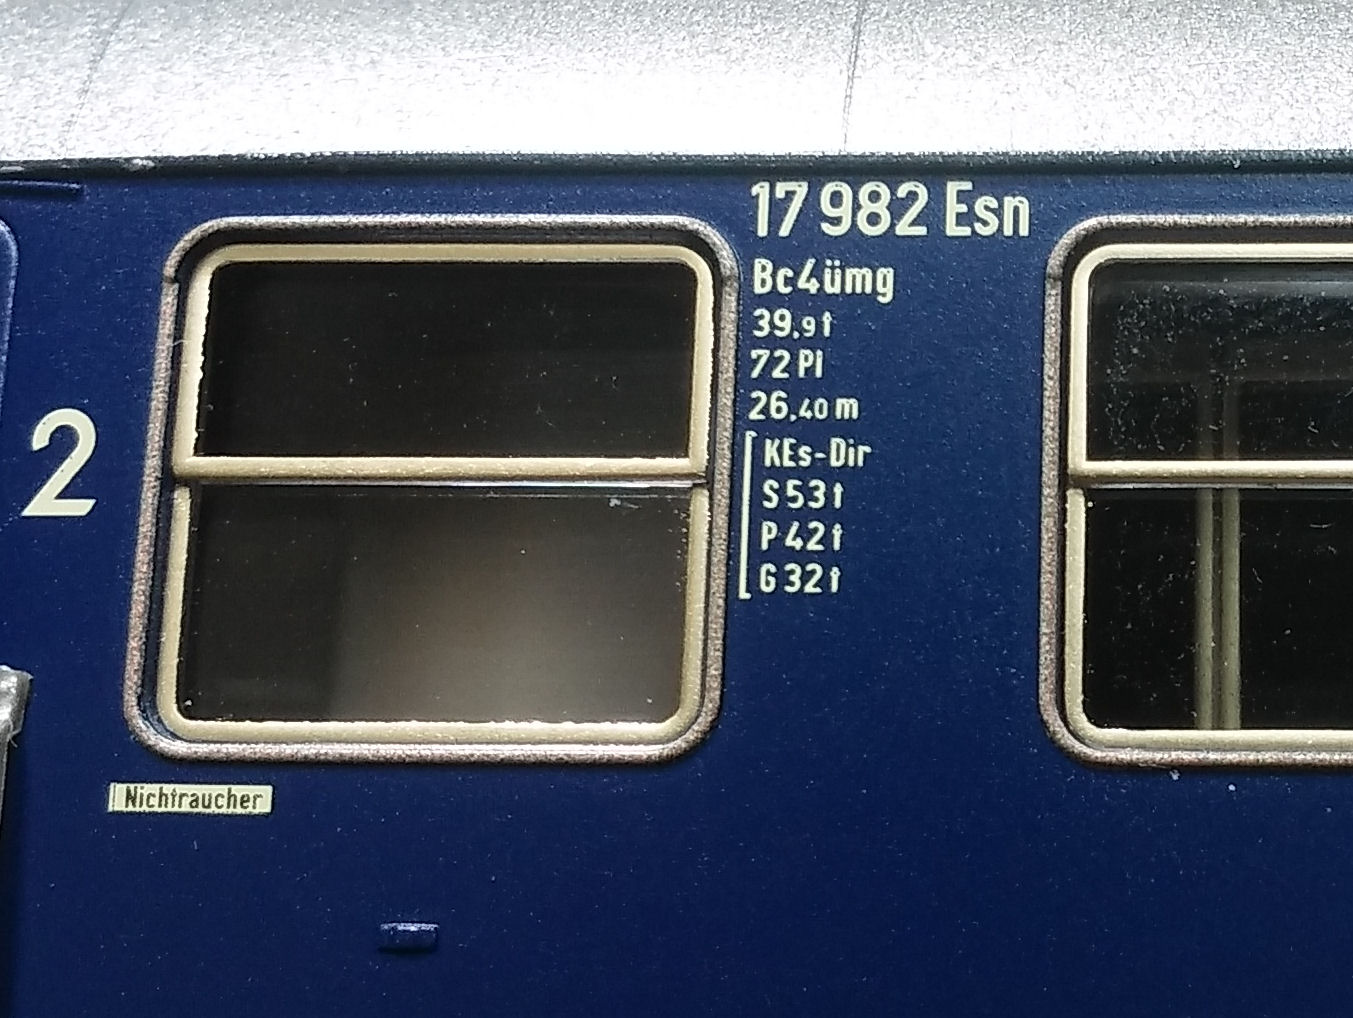 17 982 Esn
Bc4ümg
39,9 t
72 Pl
26,40 m
KEs-Dir
S 53 t
P 42 t
G 32 t
2
Nichtraucher